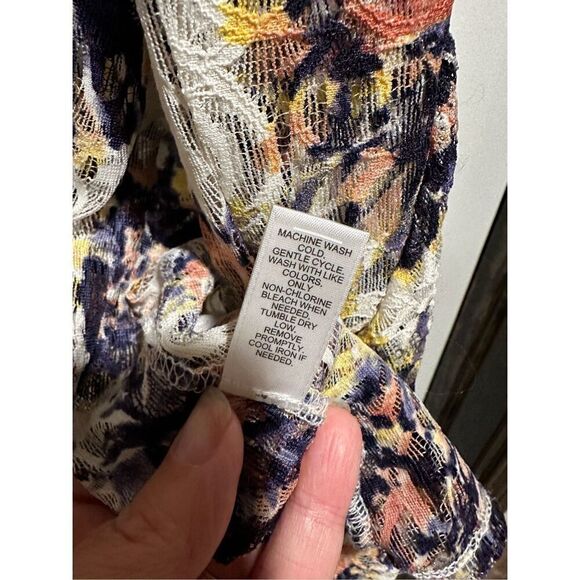 MACHINE WASH
COLD.
GENTLE CYCLE.
WASH WITH LIKE
COLORS.
ONLY
NON-CHLORINE
BLEACH WHEN
NEEDED.
TUMBLE DRY
LOW.
REMOVE
PROMPTLY.
COOL IRON IF
NEEDED.